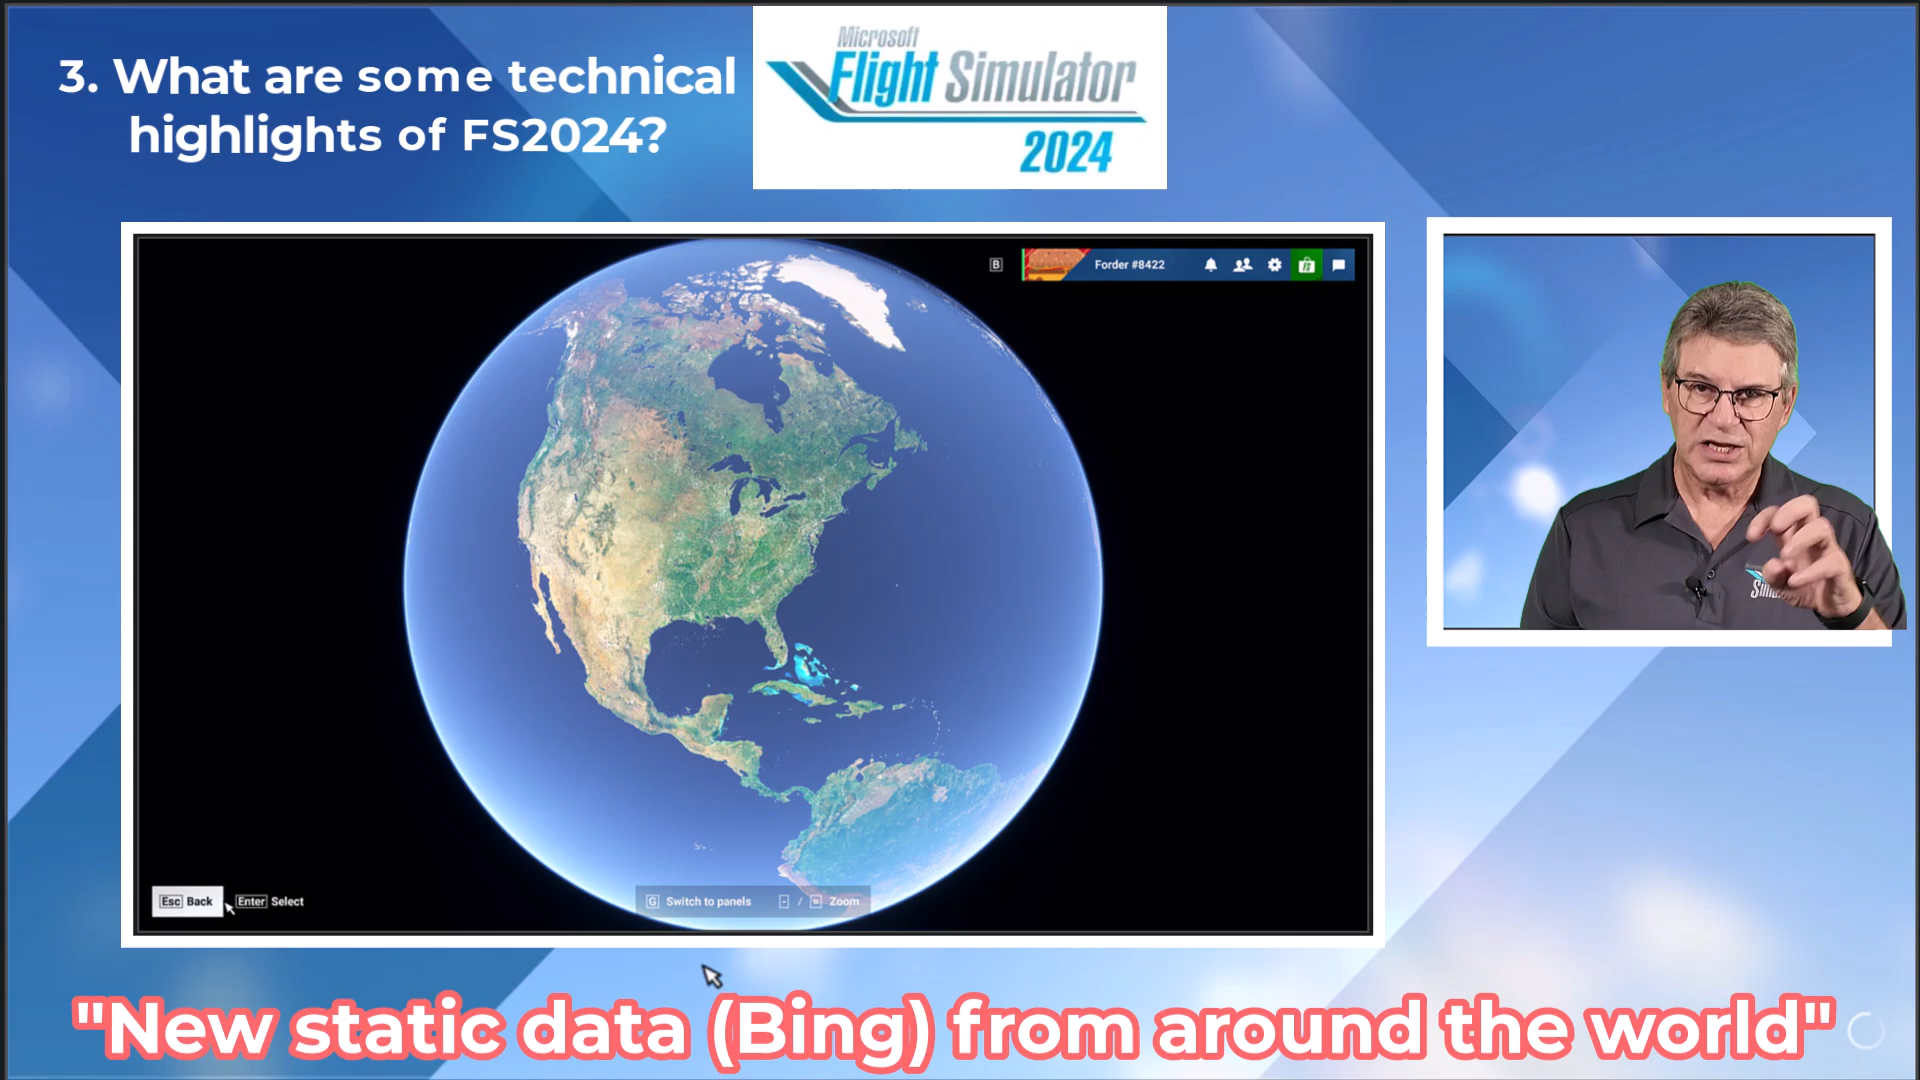 3. What are some technical
highlights of FS2024?
Microsoft
Flight Simulator
2024
B
Forder #8422
Esc Back
Enter Select
G Switch to panels
- / = Zoom
"New static data (Bing) from around the world"